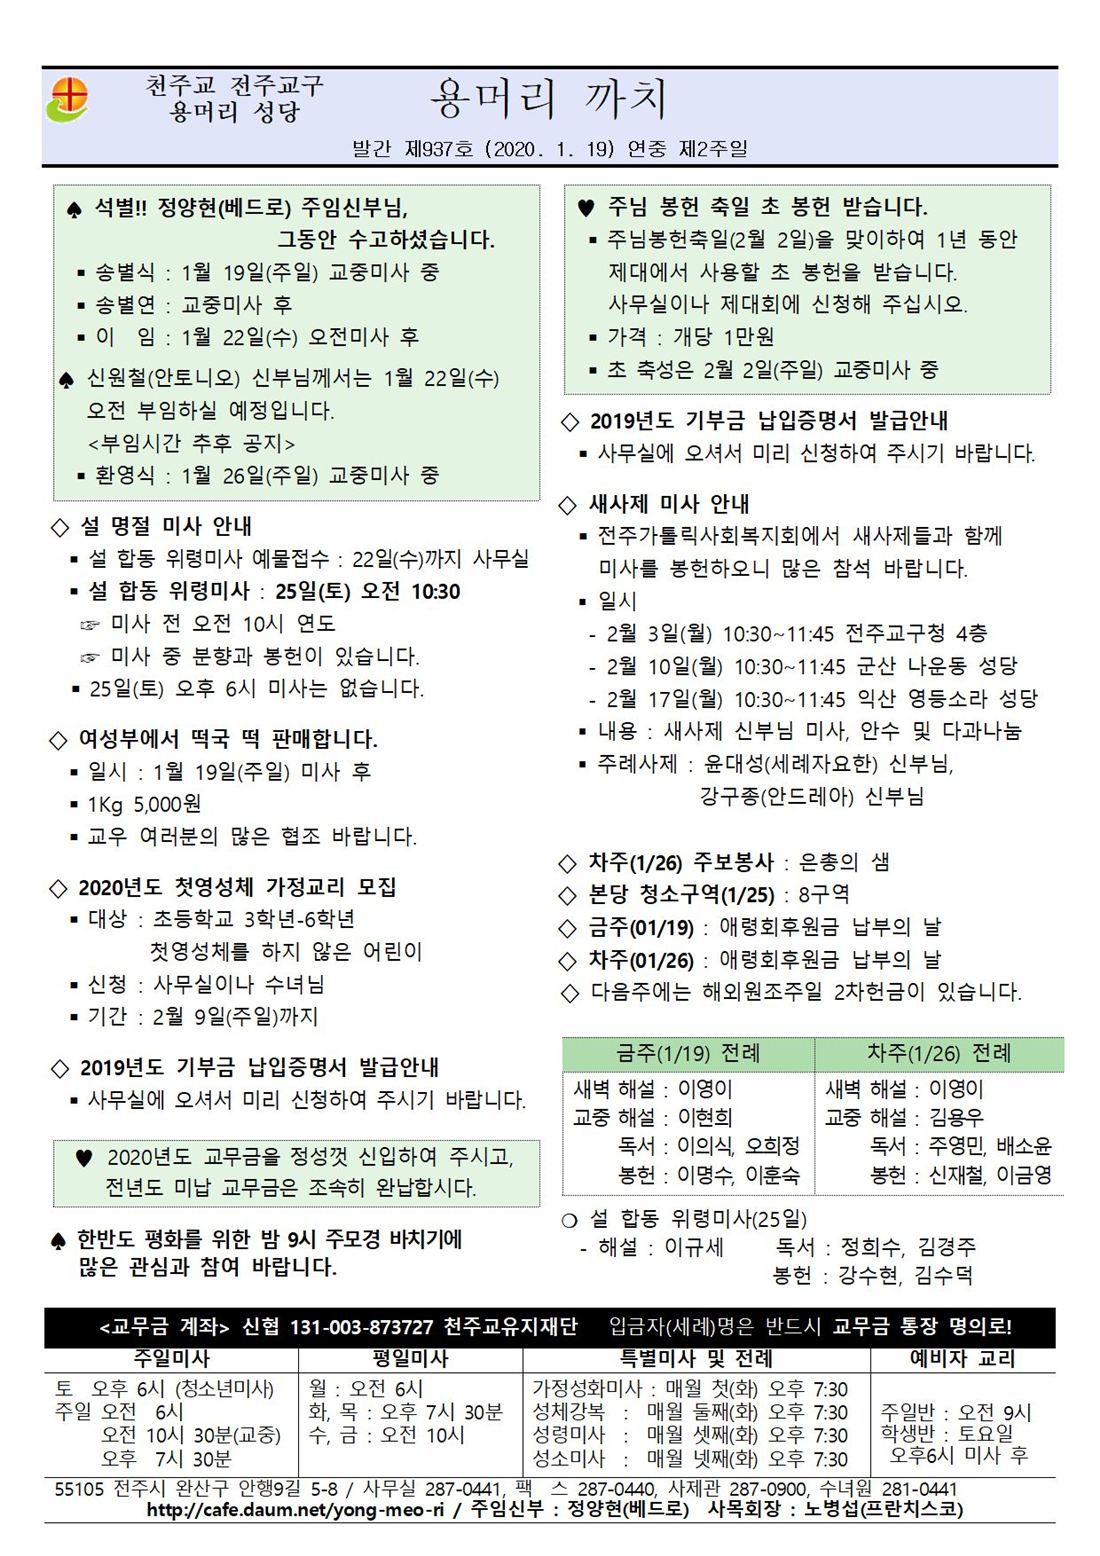 천주교 전주교구
용머리 성당
용머리 까치
발간 제937호 (2020. 1. 19) 연중 제2주일
♠ 석별!! 정양현(베드로) 주임신부님,
그동안 수고하셨습니다.
▪ 송별식 : 1월 19일(주일) 교중미사 중
▪ 송별연 : 교중미사 후
▪ 이 임 : 1월 22일(수) 오전미사 후
♠ 신원철(안토니오) 신부님께서는 1월 22일(수)
오전 부임하실 예정입니다.
<부임시간 추후 공지>
▪ 환영식 : 1월 26일(주일) 교중미사 중
◇ 설 명절 미사 안내
▪ 설 합동 위령미사 예물접수 : 22일(수)까지 사무실
▪ 설 합동 위령미사 : 25일(토) 오전 10:30
☞ 미사 전 오전 10시 연도
☞ 미사 중 분향과 봉헌이 있습니다.
▪ 25일(토) 오후 6시 미사는 없습니다.
◇ 여성부에서 떡국 떡 판매합니다.
▪ 일시 : 1월 19일(주일) 미사 후
▪ 1Kg 5,000원
▪ 교우 여러분의 많은 협조 바랍니다.
◇ 2020년도 첫영성체 가정교리 모집
▪ 대상 : 초등학교 3학년-6학년
첫영성체를 하지 않은 어린이
▪ 신청 : 사무실이나 수녀님
▪ 기간 : 2월 9일(주일)까지
◇ 2019년도 기부금 납입증명서 발급안내
▪ 사무실에 오셔서 미리 신청하여 주시기 바랍니다.
♥ 2020년도 교무금을 정성껏 신입하여 주시고,
전년도 미납 교무금은 조속히 완납합시다.
♠ 한반도 평화를 위한 밤 9시 주모경 바치기에
많은 관심과 참여 바랍니다.
♥ 주님 봉헌 축일 초 봉헌 받습니다.
▪ 주님봉헌축일(2월 2일)을 맞이하여 1년 동안
제대에서 사용할 초 봉헌을 받습니다.
사무실이나 제대회에 신청해 주십시오.
▪ 가격 : 개당 1만원
▪ 초 축성은 2월 2일(주일) 교중미사 중
◇ 2019년도 기부금 납입증명서 발급안내
▪ 사무실에 오셔서 미리 신청하여 주시기 바랍니다.
◇ 새사제 미사 안내
▪ 전주가톨릭사회복지회에서 새사제들과 함께
미사를 봉헌하오니 많은 참석 바랍니다.
▪ 일시
- 2월 3일(월) 10:30~11:45 전주교구청 4층
- 2월 10일(월) 10:30~11:45 군산 나운동 성당
- 2월 17일(월) 10:30~11:45 익산 영등소라 성당
▪ 내용 : 새사제 신부님 미사, 안수 및 다과나눔
▪ 주례사제 : 윤대성(세례자요한) 신부님,
강구종(안드레아) 신부님
◇ 차주(1/26) 주보봉사 : 은총의 샘
◇ 본당 청소구역(1/25) : 8구역
◇ 금주(01/19) : 애령회후원금 납부의 날
◇ 차주(01/26) : 애령회후원금 납부의 날
◇ 다음주에는 해외원조주일 2차헌금이 있습니다.
금주(1/19) 전례 차주(1/26) 전례
새벽 해설 : 이영이 새벽 해설 : 이영이
교중 해설 : 이현희 교중 해설 : 김용우
독서 : 이의식, 오희정 독서 : 주영민, 배소윤
봉헌 : 이명수, 이훈숙 봉헌 : 신재철, 이금영
❍ 설 합동 위령미사(25일)
- 해설 : 이규세 독서 : 정희수, 김경주
봉헌 : 강수현, 김수덕
<교무금 계좌> 신협 131-003-873727 천주교유지재단 입금자(세례)명은 반드시 교무금 통장 명의로!
주일미사 평일미사 특별미사 및 전례 예비자 교리
토 오후 6시 (청소년미사)
주일 오전 6시
오전 10시 30분(교중)
오후 7시 30분
월 : 오전 6시
화, 목 : 오후 7시 30분
수, 금 : 오전 10시
가정성화미사 : 매월 첫(화) 오후 7:30
성체강복 : 매월 둘째(화) 오후 7:30
성령미사 : 매월 셋째(화) 오후 7:30
성소미사 : 매월 넷째(화) 오후 7:30
주일반 : 오전 9시
학생반 : 토요일
오후6시 미사 후
55105 전주시 완산구 안행9길 5-8 / 사무실 287-0441, 팩 스 287-0440, 사제관 287-0900, 수녀원 281-0441
http://cafe.daum.net/yong-meo-ri / 주임신부 : 정양현(베드로) 사목회장 : 노병섭(프란치스코)